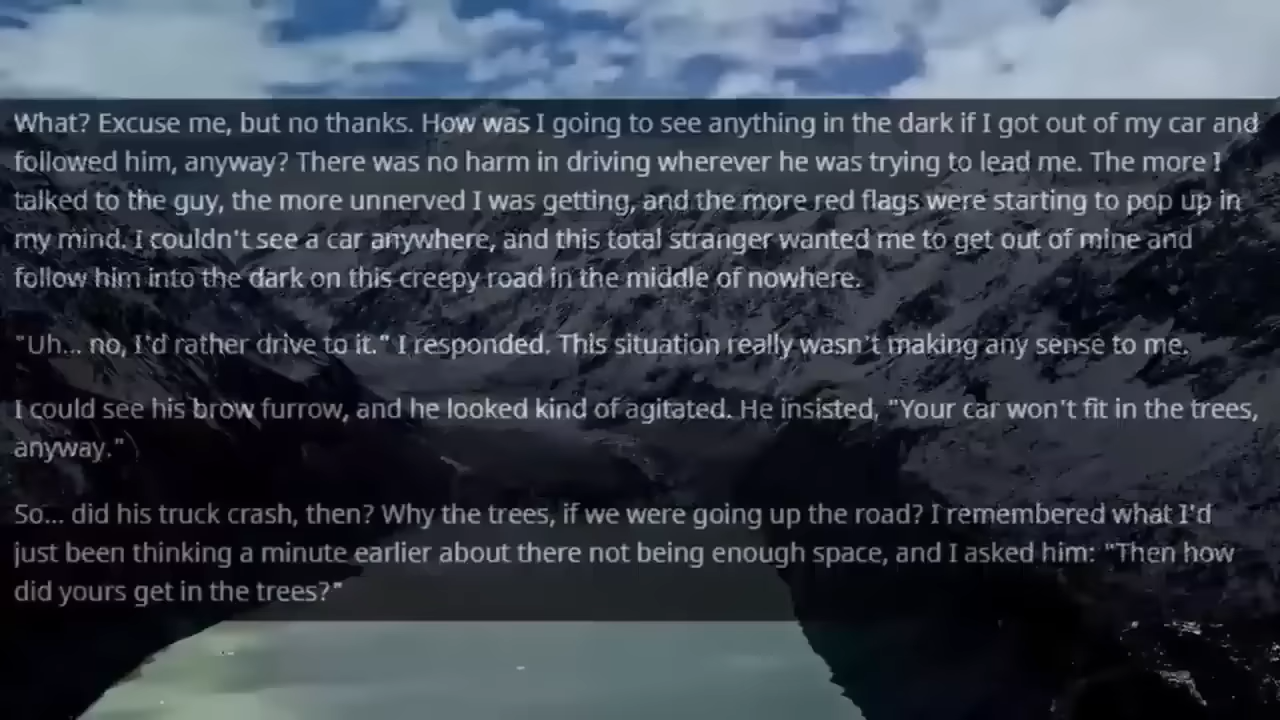 What? Excuse me, but no thanks. How was I going to see anything in the dark if I got out of my car and
followed him, anyway? There was no harm in driving wherever he was trying to lead me. The more I
talked to the guy, the more unnerved I was getting, and the more red flags were starting to pop up in
my mind. I couldn't see a car anywhere, and this total stranger wanted me to get out of mine and
follow him into the dark on this creepy road in the middle of nowhere.
"Uh... no, I'd rather drive to it." I responded. This situation really wasn't making any sense to me.
I could see his brow furrow, and he looked kind of agitated. He insisted, "Your car won't fit in the trees,
anyway."
So... did his truck crash, then? Why the trees, if we were going up the road? I remembered what I'd
just been thinking a minute earlier about there not being enough space, and I asked him: "Then how
did yours get in the trees?"